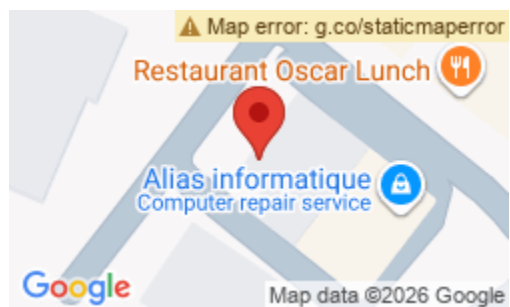 Map error: g.co/staticmaperror
Restaurant Oscar Lunch
Alias informatique
Computer repair service
Google
Map data ©2026 Google